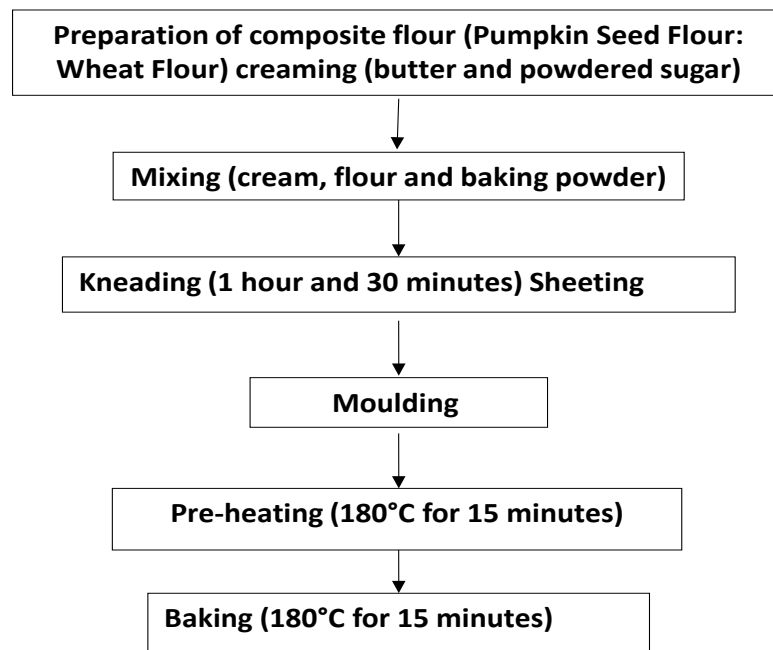 Preparation of composite flour (Pumpkin Seed Flour:
Wheat Flour) creaming (butter and powdered sugar)
Mixing (cream, flour and baking powder)
Kneading (1 hour and 30 minutes) Sheeting
Moulding
Pre-heating (180°C for 15 minutes)
Baking (180°C for 15 minutes)